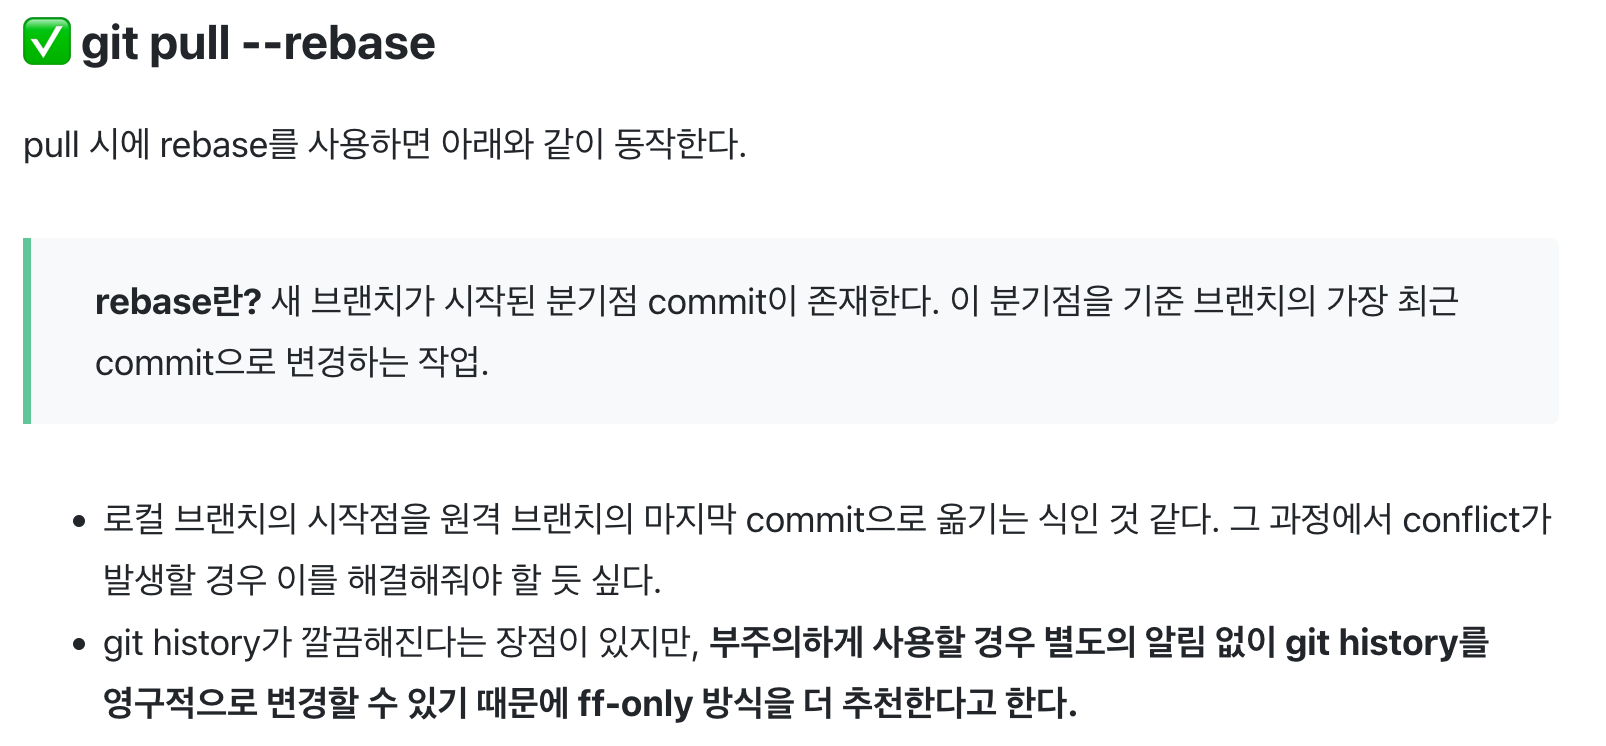 ✅ git pull --rebase
pull 시에 rebase를 사용하면 아래와 같이 동작한다.
rebase란? 새 브랜치가 시작된 분기점 commit이 존재한다. 이 분기점을 기준 브랜치의 가장 최근
commit으로 변경하는 작업.
• 로컬 브랜치의 시작점을 원격 브랜치의 마지막 commit으로 옮기는 식인 것 같다. 그 과정에서 conflict가
발생할 경우 이를 해결해줘야 할 듯 싶다.
• git history가 깔끔해진다는 장점이 있지만, 부주의하게 사용할 경우 별도의 알림 없이 git history를
영구적으로 변경할 수 있기 때문에 ff-only 방식을 더 추천한다고 한다.